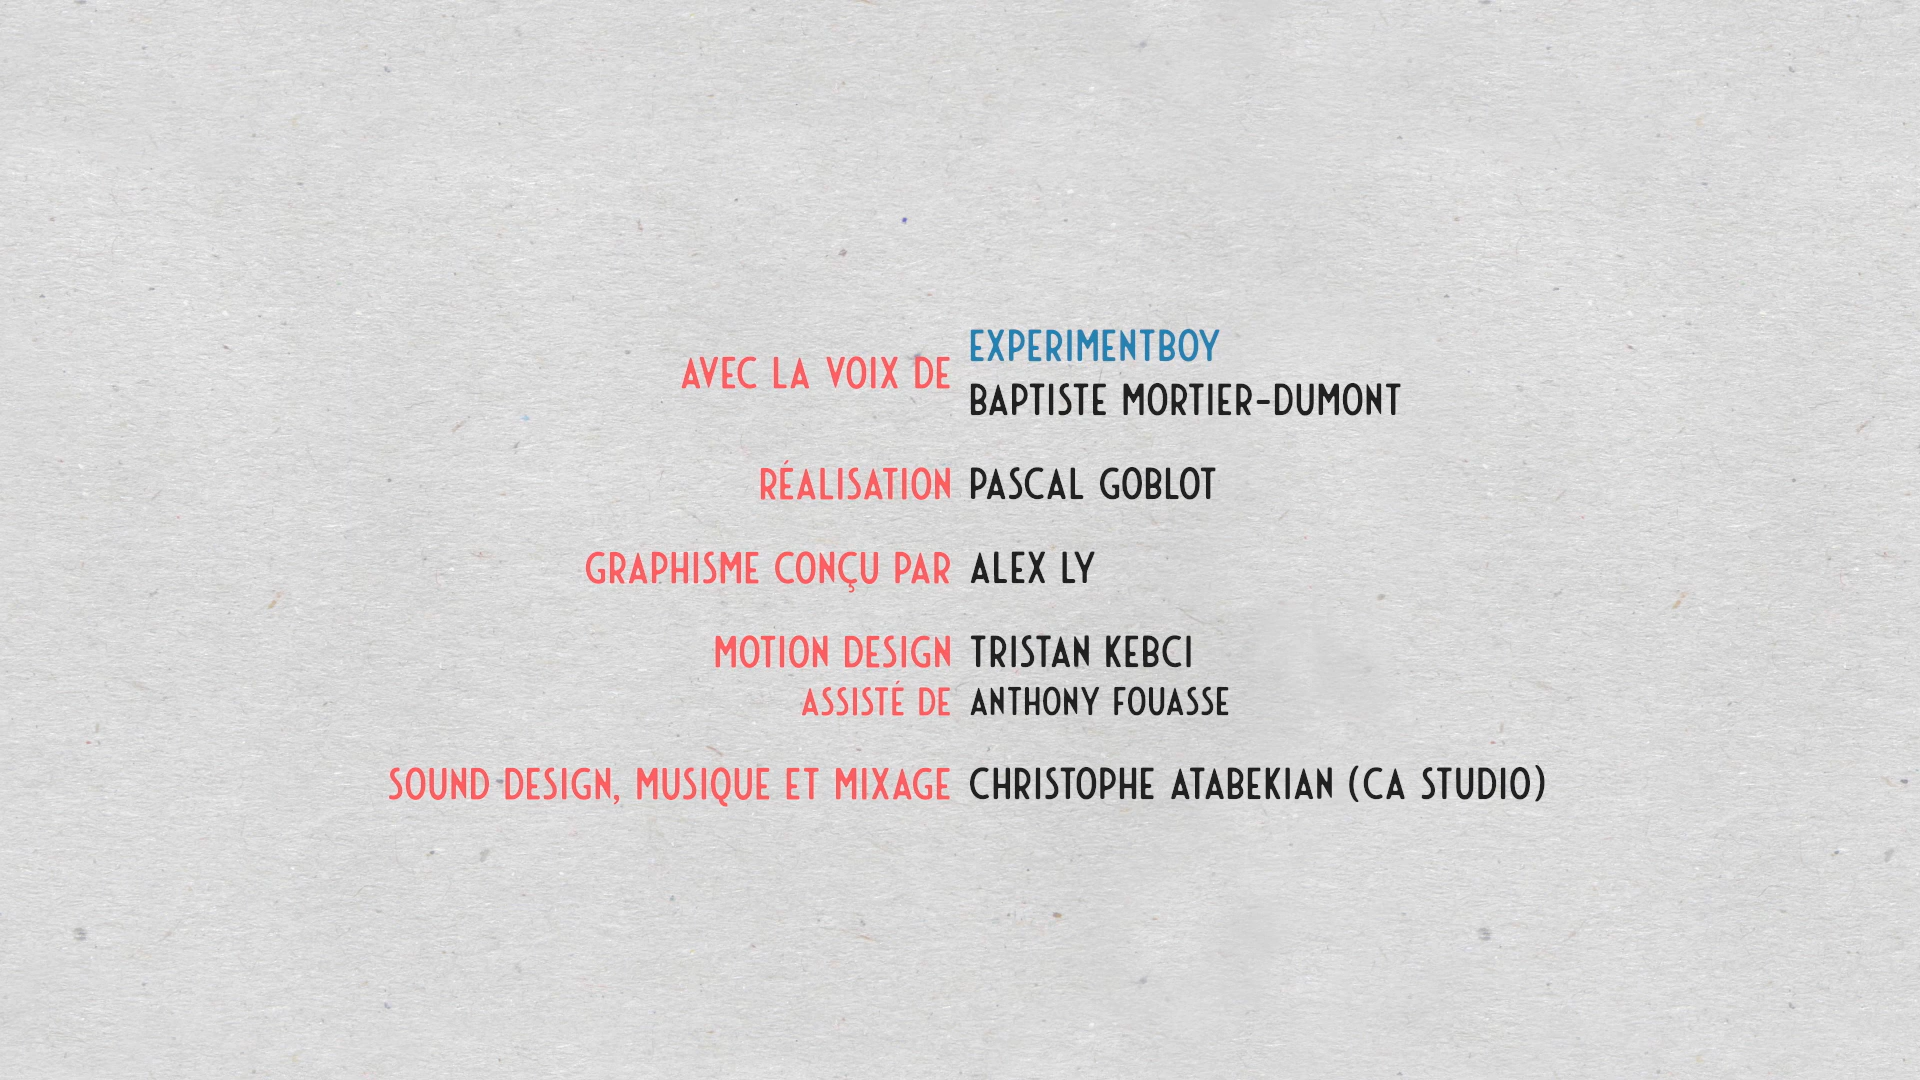 AVEC LA VOIX DE EXPERIMENTBOY
BAPTISTE MORTIER-DUMONT
RÉALISATION PASCAL GOBLOT
GRAPHISME CONÇU PAR ALEX LY
MOTION DESIGN TRISTAN KEBCI
ASSISTÉ DE ANTHONY FOUASSE
SOUND DESIGN, MUSIQUE ET MIXAGE CHRISTOPHE ATABEKIAN (CA STUDIO)